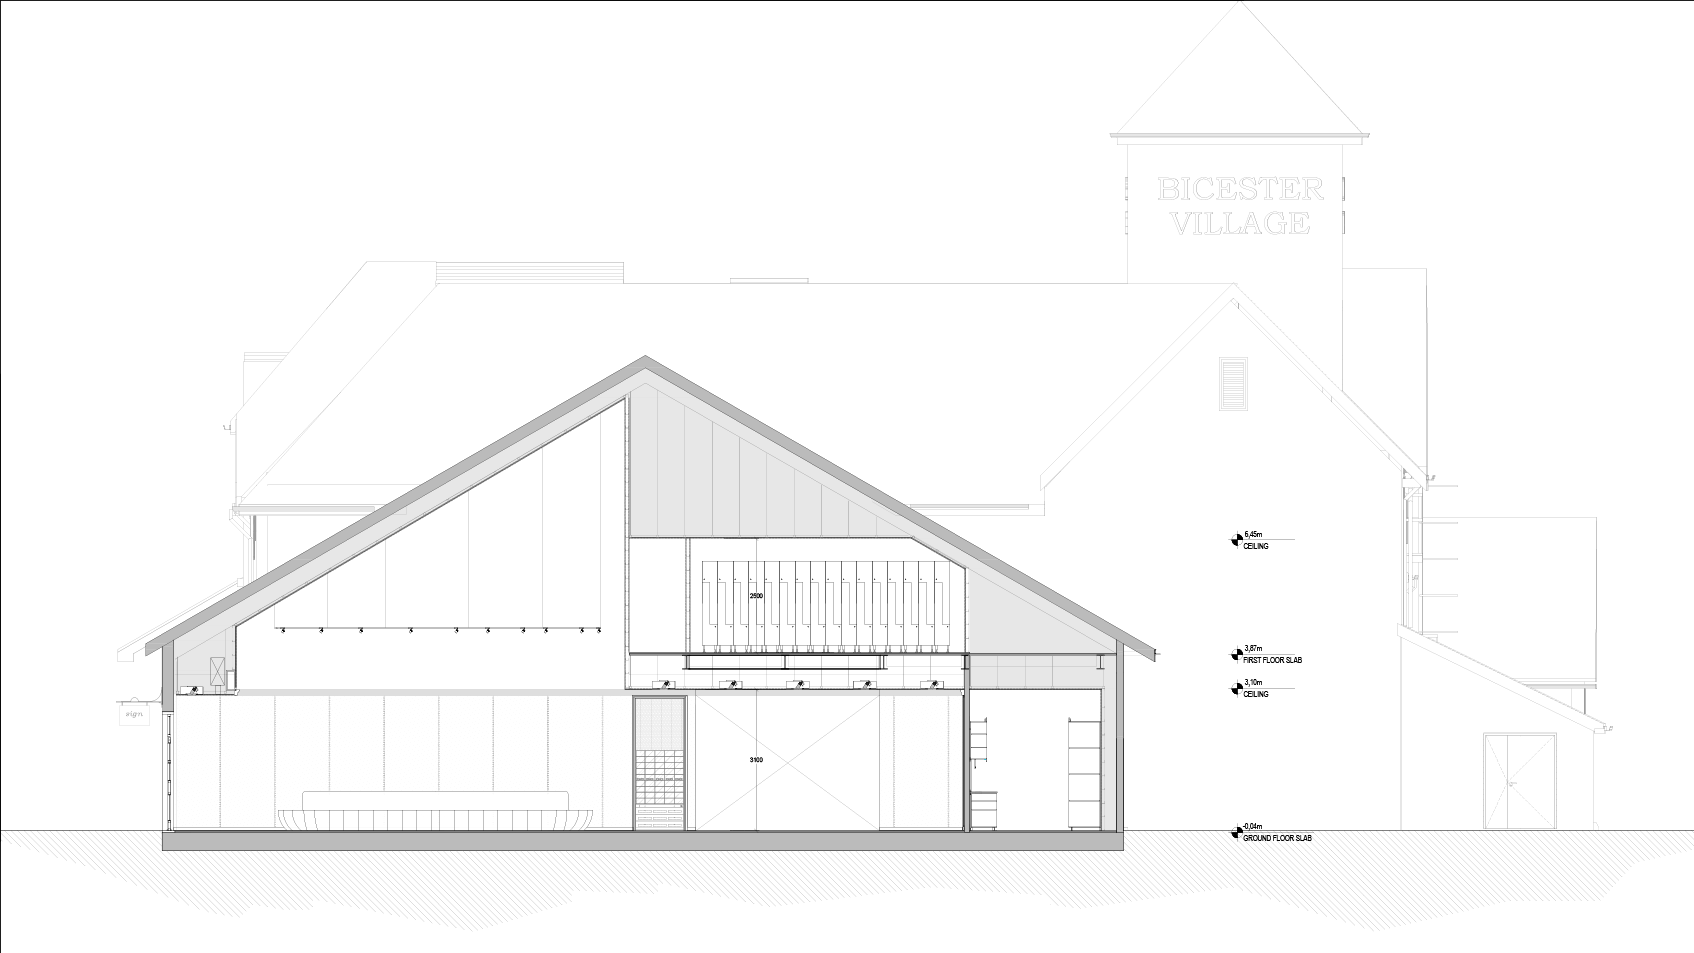 BICESTER
VILLAGE
6,45m
CEILING
2500
3,87m
FIRST FLOOR SLAB
3,10m
CEILING
sign
3100
-0,04m
GROUND FLOOR SLAB